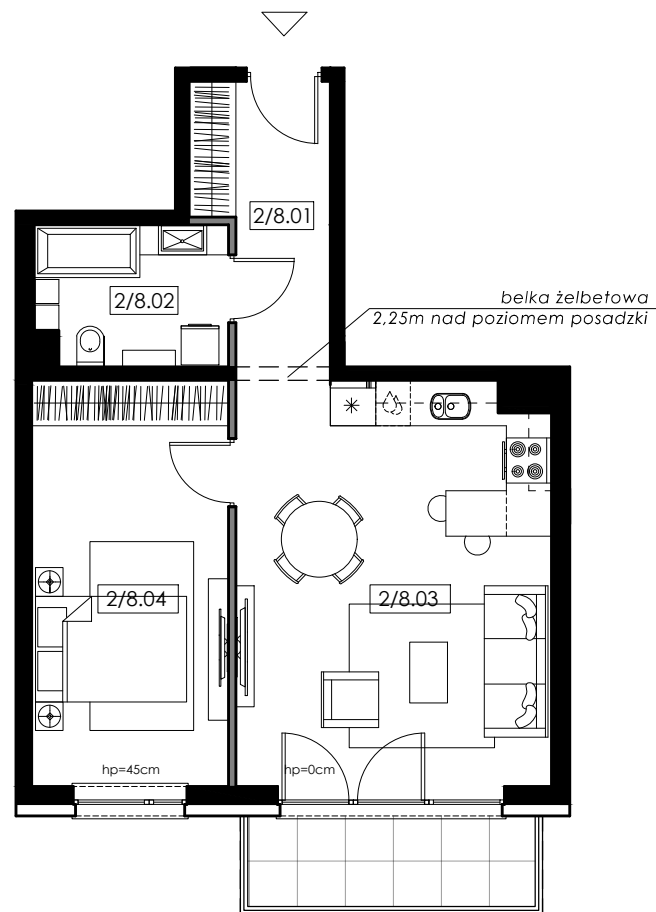 2/8.01
2/8.02
belka żelbetowa
2,25m nad poziomem posadzki
2/8.04
2/8.03
hp=45cm
hp=0cm